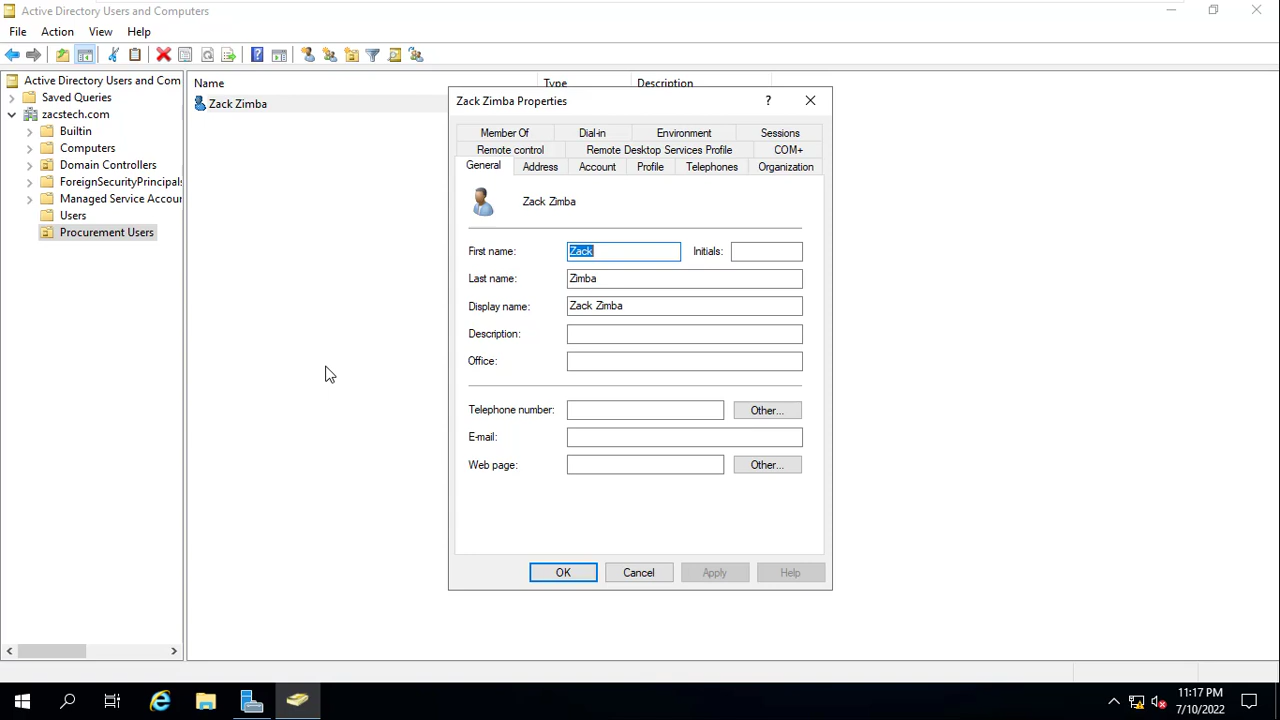 Active Directory Users and Computers
File Action View Help
Active Directory Users and Com
Saved Queries
zacstech.com
Builtin
Computers
Domain Controllers
ForeignSecurityPrincipals
Managed Service Accour
Users
Procurement Users
Name Type Description
Zack Zimba
Zack Zimba Properties ?
Member Of Dial-in Environment Sessions
Remote control Remote Desktop Services Profile COM+
General Address Account Profile Telephones Organization
Zack Zimba
First name: Zack Initials:
Last name: Zimba
Display name: Zack Zimba
Description:
Office:
Telephone number: Other...
E-mail:
Web page: Other...
OK Cancel Apply Help
11:17 PM
7/10/2022